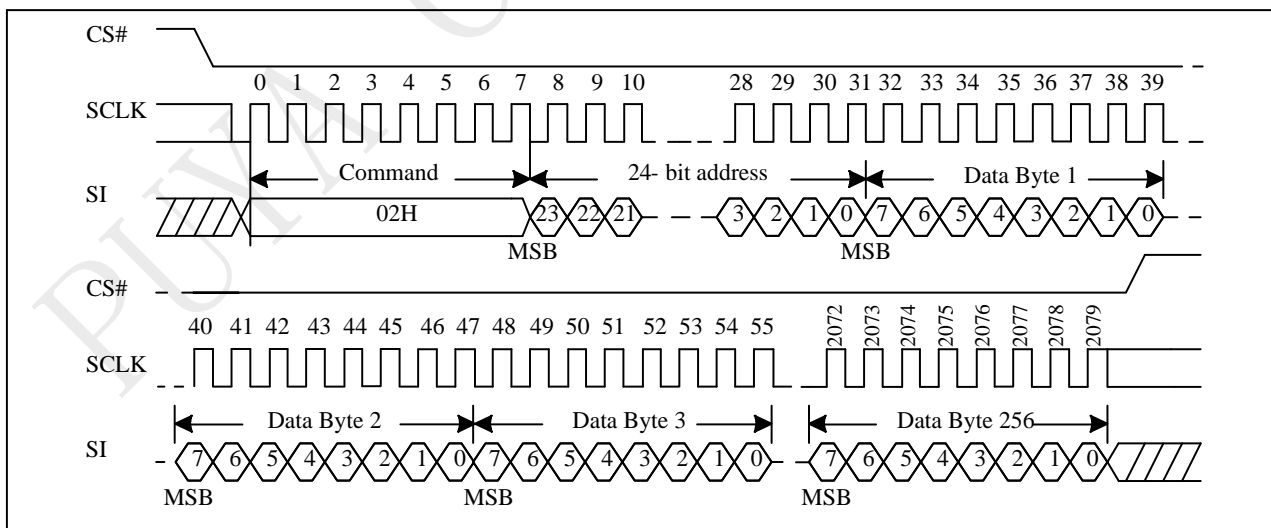 CS#
0 1 2 3 4 5 6 7 8 9 10 28 29 30 31 32 33 34 35 36 37 38 39
SCLK
Command 24- bit address Data Byte 1
SI
02H 23 22 21 3 2 1 0 7 6 5 4 3 2 1 0
MSB MSB
CS#
40 41 42 43 44 45 46 47 48 49 50 51 52 53 54 55 2072 2073 2074 2075 2076 2077 2078 2079
SCLK
Data Byte 2 Data Byte 3 Data Byte 256
SI
7 6 5 4 3 2 1 0 7 6 5 4 3 2 1 0 7 6 5 4 3 2 1 0
MSB MSB MSB
PUYA C